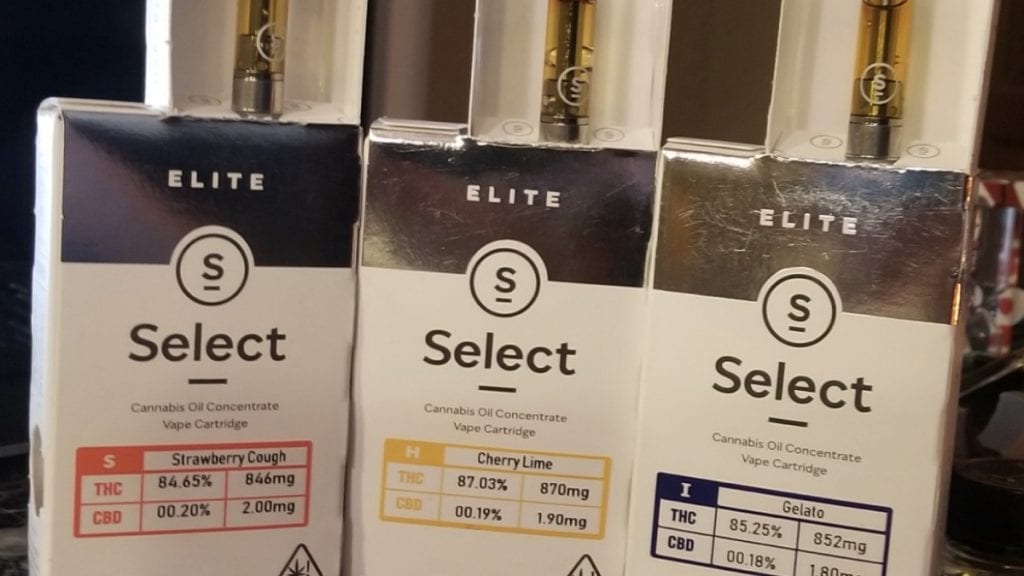 ELITE
S
Select
Cannabis Oil Concentrate
Vape Cartridge
S Strawberry Cough
THC 84.65% 846mg
CBD 00.20% 2.00mg
ELITE
S
Select
Cannabis Oil Concentrate
Vape Cartridge
H Cherry Lime
THC 87.03% 870mg
CBD 00.19% 1.90mg
ELITE
S
Select
Cannabis Oil Concentrate
Vape Cartridge
I Gelato
THC 85.25% 852mg
CBD 00.18% 1.80mg